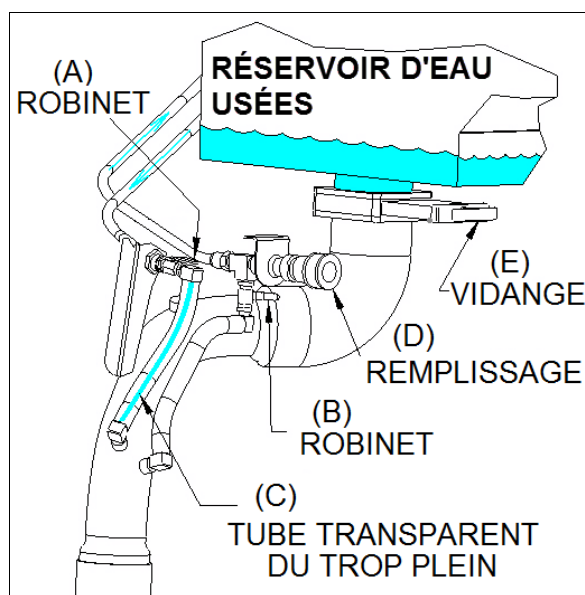 (A)
ROBINET
RÉSERVOIR D'EAU
USÉES
(E)
VIDANGE
(D)
REMPLISSAGE
(B)
ROBINET
(C)
TUBE TRANSPARENT
DU TROP PLEIN